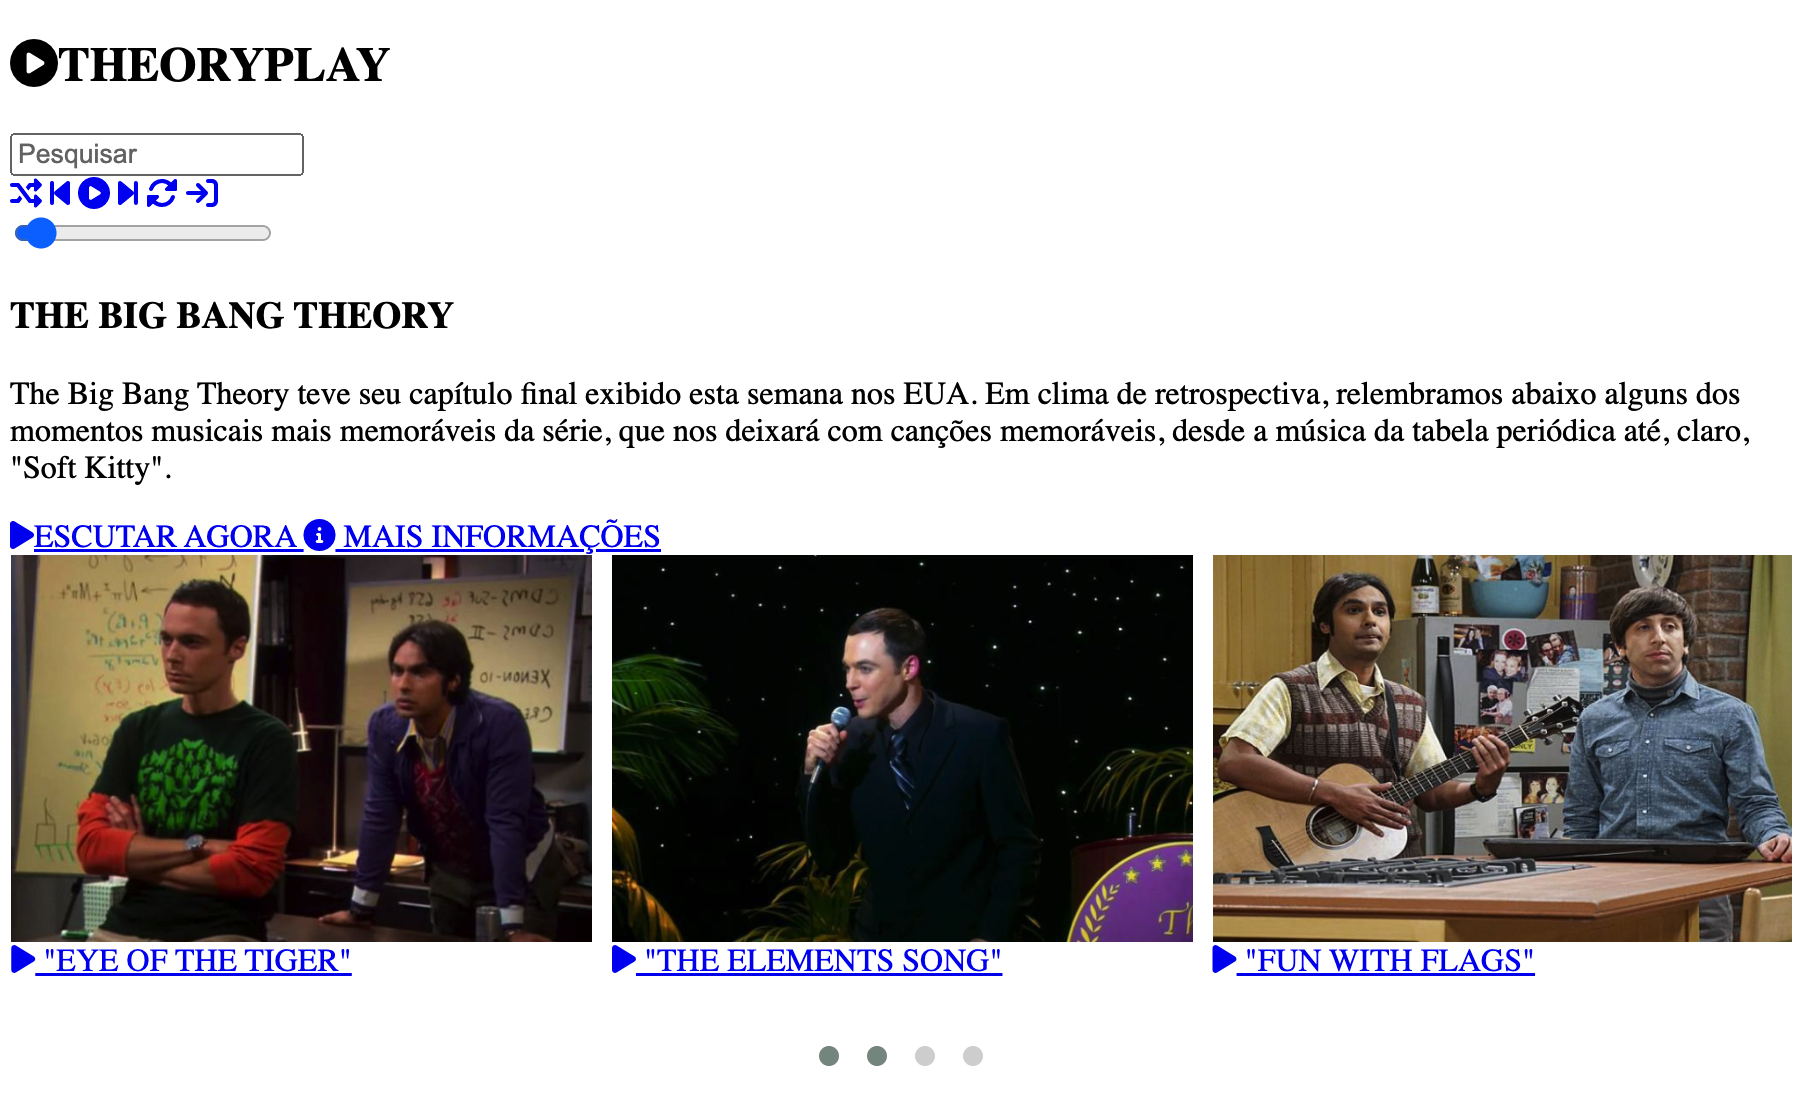 THEORYPLAY
Pesquisar
THE BIG BANG THEORY
The Big Bang Theory teve seu capítulo final exibido esta semana nos EUA. Em clima de retrospectiva, relembramos abaixo alguns dos
momentos musicais mais memoráveis da série, que nos deixará com canções memoráveis, desde a música da tabela periódica até, claro,
"Soft Kitty".
ESCUTAR AGORA MAIS INFORMAÇÕES
"EYE OF THE TIGER" "THE ELEMENTS SONG" "FUN WITH FLAGS"